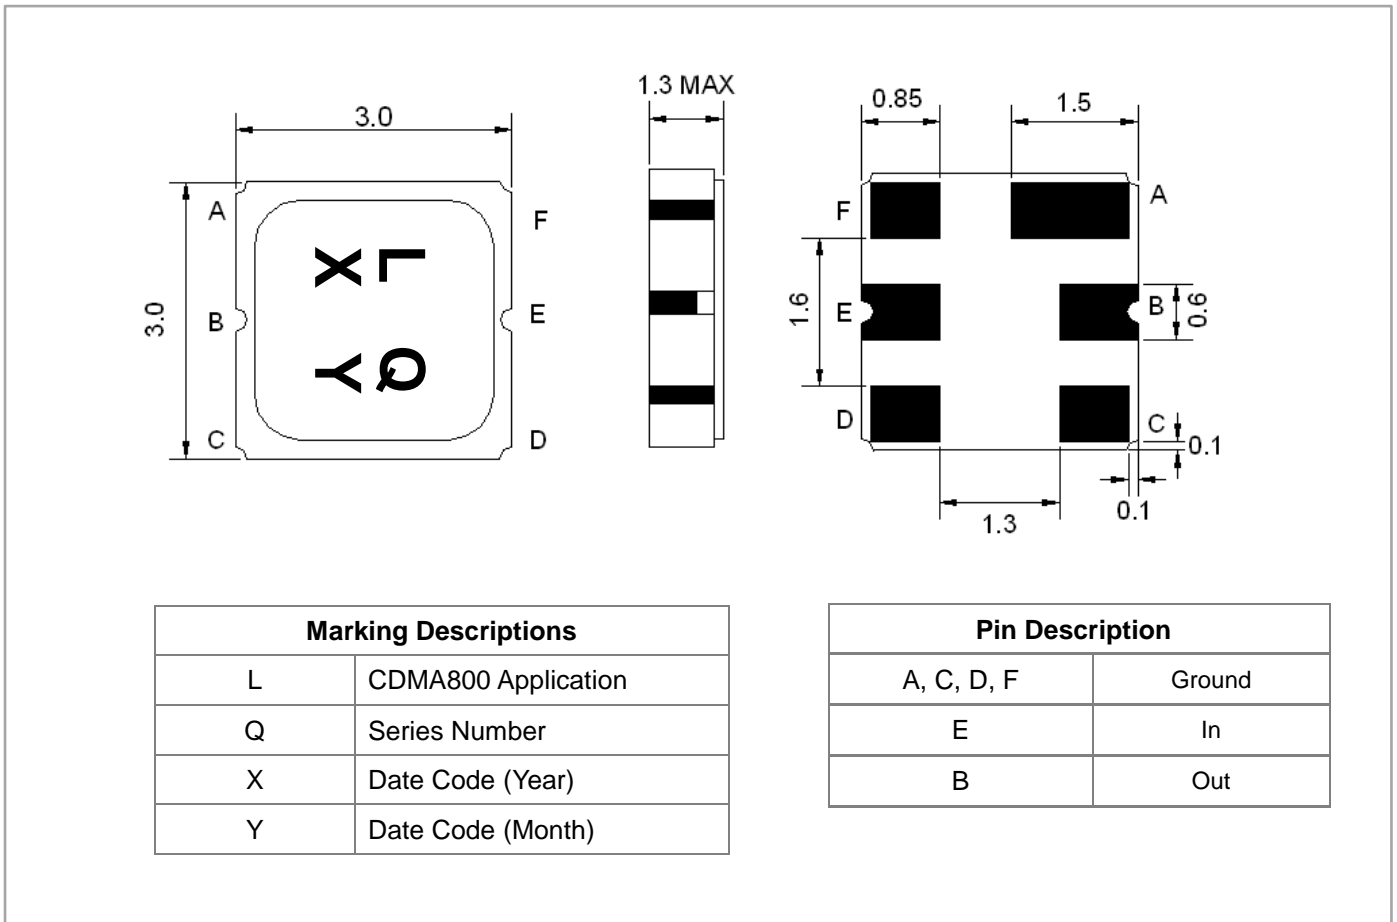 3.0
3.0
A
B
C
F
E
D
L
X
Q
Y
1.3 MAX
0.85
1.5
F
E
D
A
B
C
1.6
0.6
0.1
0.1
1.3
Marking Descriptions
L CDMA800 Application
Q Series Number
X Date Code (Year)
Y Date Code (Month)
Pin Description
A, C, D, F Ground
E In
B Out